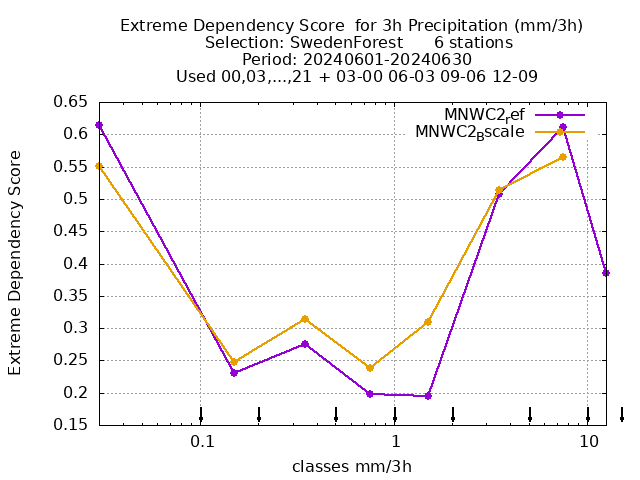 Extreme Dependency Score  for 3h Precipitation (mm/3h)
Selection: SwedenForest      6 stations
Period: 20240601-20240630
Used 00,03,...,21 + 03-00 06-03 09-06 12-09
MNWC2ref
MNWC2Bscale
Extreme Dependency Score
0.65
0.6
0.55
0.5
0.45
0.4
0.35
0.3
0.25
0.2
0.15
0.1
1
10
classes mm/3h